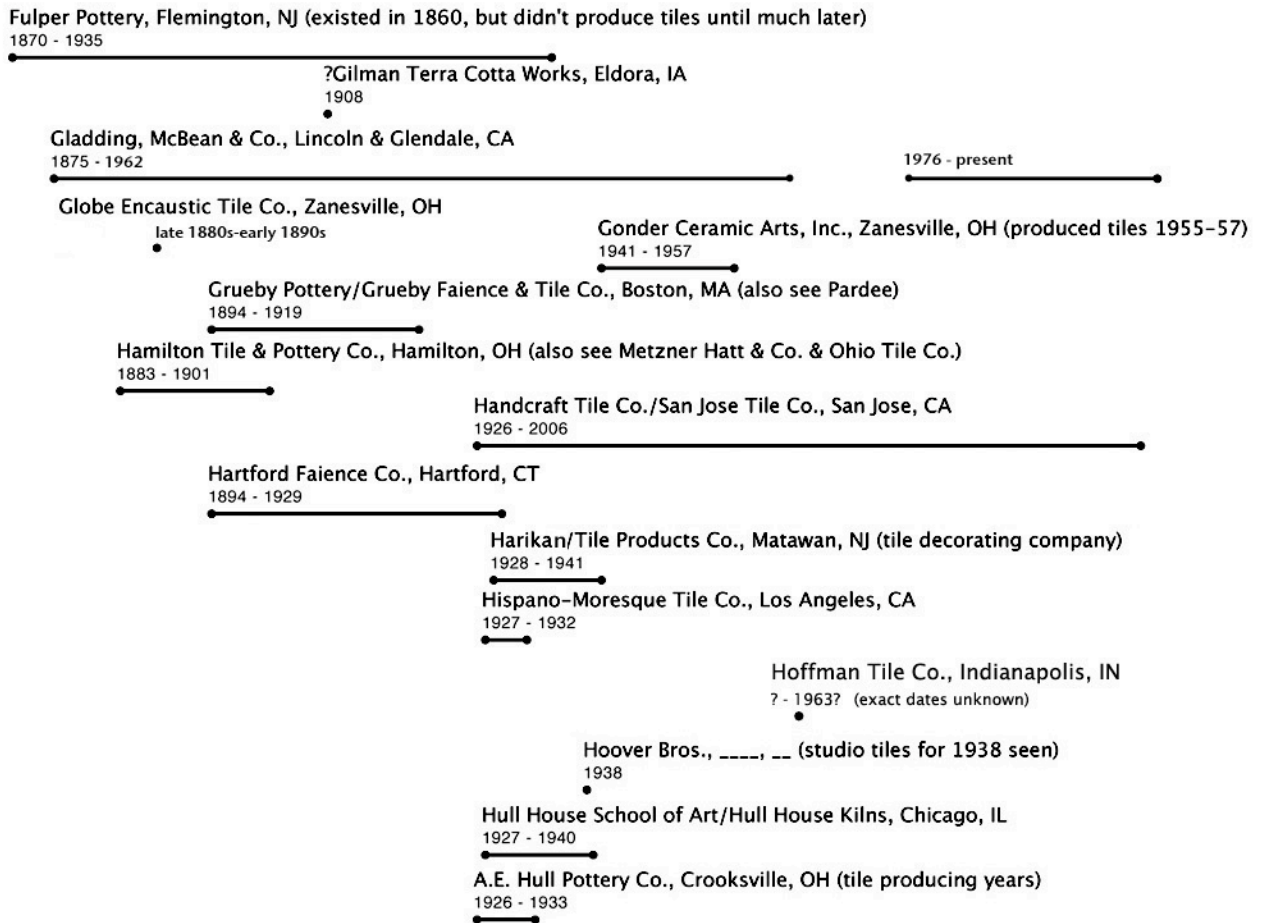 Fulper Pottery, Flemington, NJ (existed in 1860, but didn't produce tiles until much later)
1870 - 1935
?Gilman Terra Cotta Works, Eldora, IA
1908
Gladding, McBean & Co., Lincoln & Glendale, CA
1875 - 1962
1976 - present
Globe Encaustic Tile Co., Zanesville, OH
late 1880s-early 1890s
Gonder Ceramic Arts, Inc., Zanesville, OH (produced tiles 1955-57)
1941 - 1957
Grueby Pottery/Grueby Faience & Tile Co., Boston, MA (also see Pardee)
1894 - 1919
Hamilton Tile & Pottery Co., Hamilton, OH (also see Metzner Hatt & Co. & Ohio Tile Co.)
1883 - 1901
Handcraft Tile Co./San Jose Tile Co., San Jose, CA
1926 - 2006
Hartford Faience Co., Hartford, CT
1894 - 1929
Harikan/Tile Products Co., Matawan, NJ (tile decorating company)
1928 - 1941
Hispano-Moresque Tile Co., Los Angeles, CA
1927 - 1932
Hoffman Tile Co., Indianapolis, IN
? - 1963? (exact dates unknown)
Hoover Bros., ____, __ (studio tiles for 1938 seen)
1938
Hull House School of Art/Hull House Kilns, Chicago, IL
1927 - 1940
A.E. Hull Pottery Co., Crooksville, OH (tile producing years)
1926 - 1933